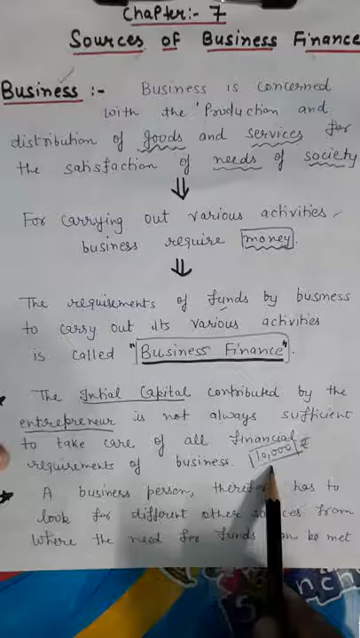 Chapter:- 7
Sources of Business Finance
Business :- Business is concerned
with the Production and
distribution of goods and services for
the satisfaction of needs of society
For carrying out various activities
business require money.
The requirements of funds by business
to carry out its various activities
is called "Business Finance".
The Intial Capital contributed by the
entrepreneur is not always sufficient
to take care of all financial
requirements of business. 10,000 ₹
A business person, therefore has to
look for different other sources from
where the need for funds can be met